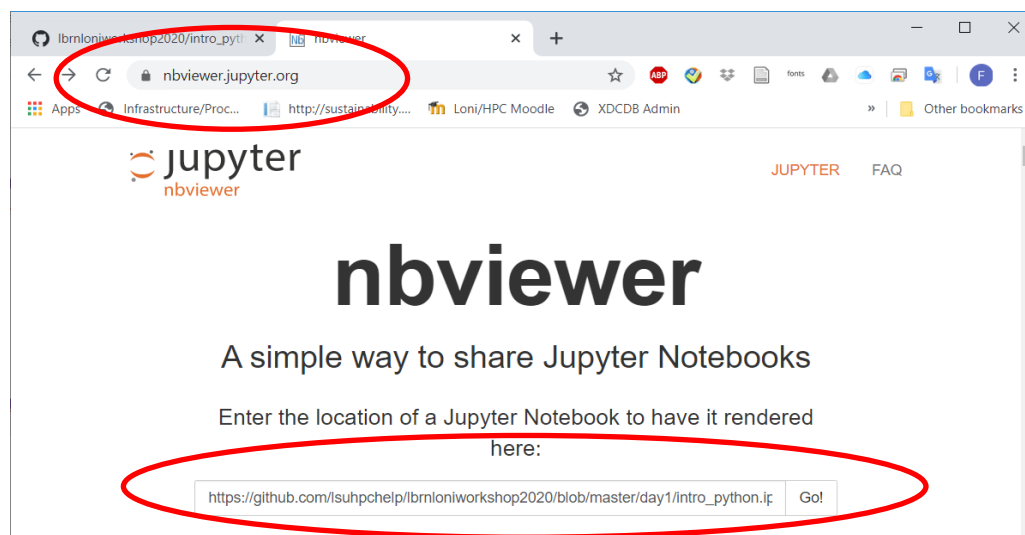 lbrnloniworkshop2020/intro_pyth nbviewer
nbviewer.jupyter.org ABP fonts F
Apps Infrastructure/Proc... http://sustainability.... Loni/HPC Moodle XDCDB Admin » Other bookmarks
jupyter
nbviewer
JUPYTER FAQ
nbviewer
A simple way to share Jupyter Notebooks
Enter the location of a Jupyter Notebook to have it rendered
here:
https://github.com/lsuhpchelp/lbrnloniworkshop2020/blob/master/day1/intro_python.ip Go!